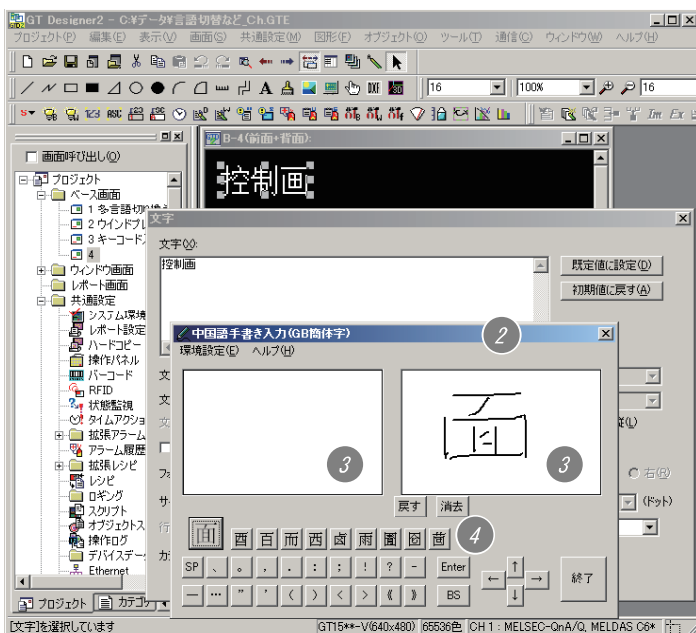 GT Designer2 - C:¥データ¥言語切替など_Ch.GTE
プロジェクト(P) 編集(E) 表示(V) 画面(S) 共通設定(M) 図形(F) オブジェクト(O) ツール(T) 通信(C) ウィンドウ(W) ヘルプ(H)
16 100% 16
画面呼び出し(O)
B-4(前面+背面):
控制画
プロジェクト
ベース画面
1 多言語切り換え
2 ウインドプレ
3 キーコード入
4
ウィンドウ画面
レポート画面
共通設定
システム環境
レポート設定
ハードコピー
操作パネル
バーコード
RFID
状態監視
タイムアクショ
拡張アラーム
アラーム履歴
拡張レシピ
レシピ
ロギング
スクリプト
オブジェクトス
操作ログ
デバイスデー
Ethernet
プロジェクト カテゴリ
文字
文字(X):
控制画
既定値に設定(D)
初期値に戻す(A)
中国語手書き入力(GB簡体字)
2
環境設定(E) ヘルプ(H)
3
3
戻す 消去
面 酉 百 而 西 卤 雨
4
SP 、 。 , . : ; ! ? - Enter
— … ” ’ ( ) < > 《 》 BS
← ↑ ↓ →
終了
右(R)
(ドット)
[文字]を選択しています
GT15**-V(640x480) 65536色 CH1 : MELSEC-QnA/Q, MELDAS C6*